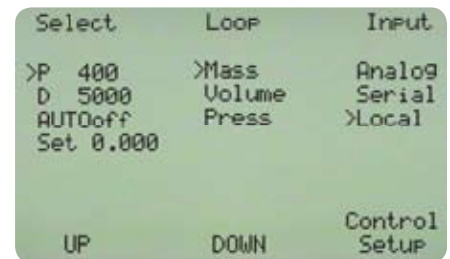 Select Loop Input
>P 400 >Mass Analog
D 5000 Volume Serial
AUTOoff Press >Local
Set 0.000
Control
UP DOWN Setup